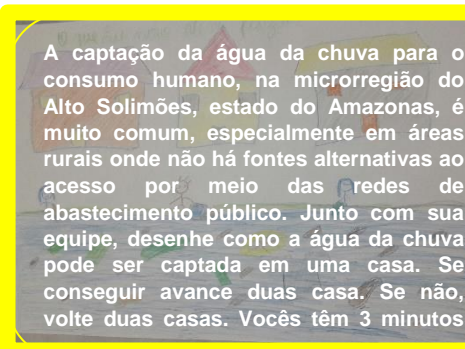 A captação da água da chuva para o
consumo humano, na microrregião do
Alto Solimões, estado do Amazonas, é
muito comum, especialmente em áreas
rurais onde não há fontes alternativas ao
acesso por meio das redes de
abastecimento público. Junto com sua
equipe, desenhe como a água da chuva
pode ser captada em uma casa. Se
conseguir avance duas casa. Se não,
volte duas casas. Vocês têm 3 minutos